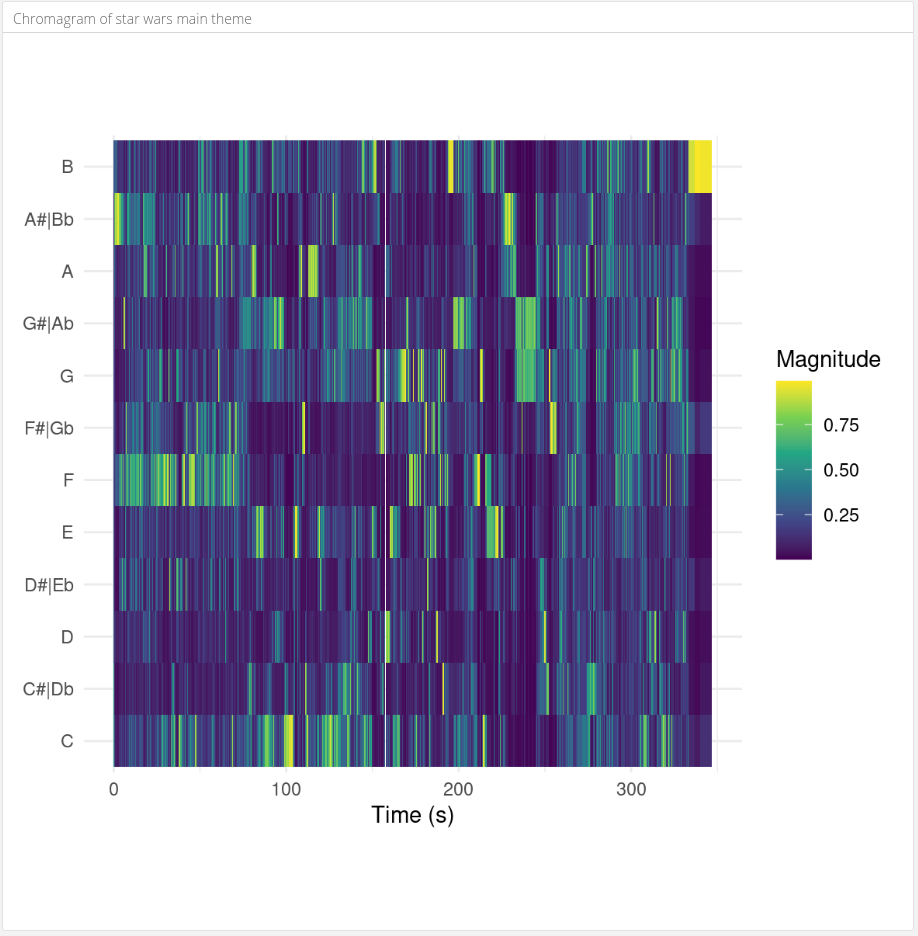 Chromagram of star wars main theme
B
A#|Bb
A
G#|Ab
G
F#|Gb
F
E
D#|Eb
D
C#|Db
C
0 100 200 300
Time (s)
Magnitude
0.75
0.50
0.25